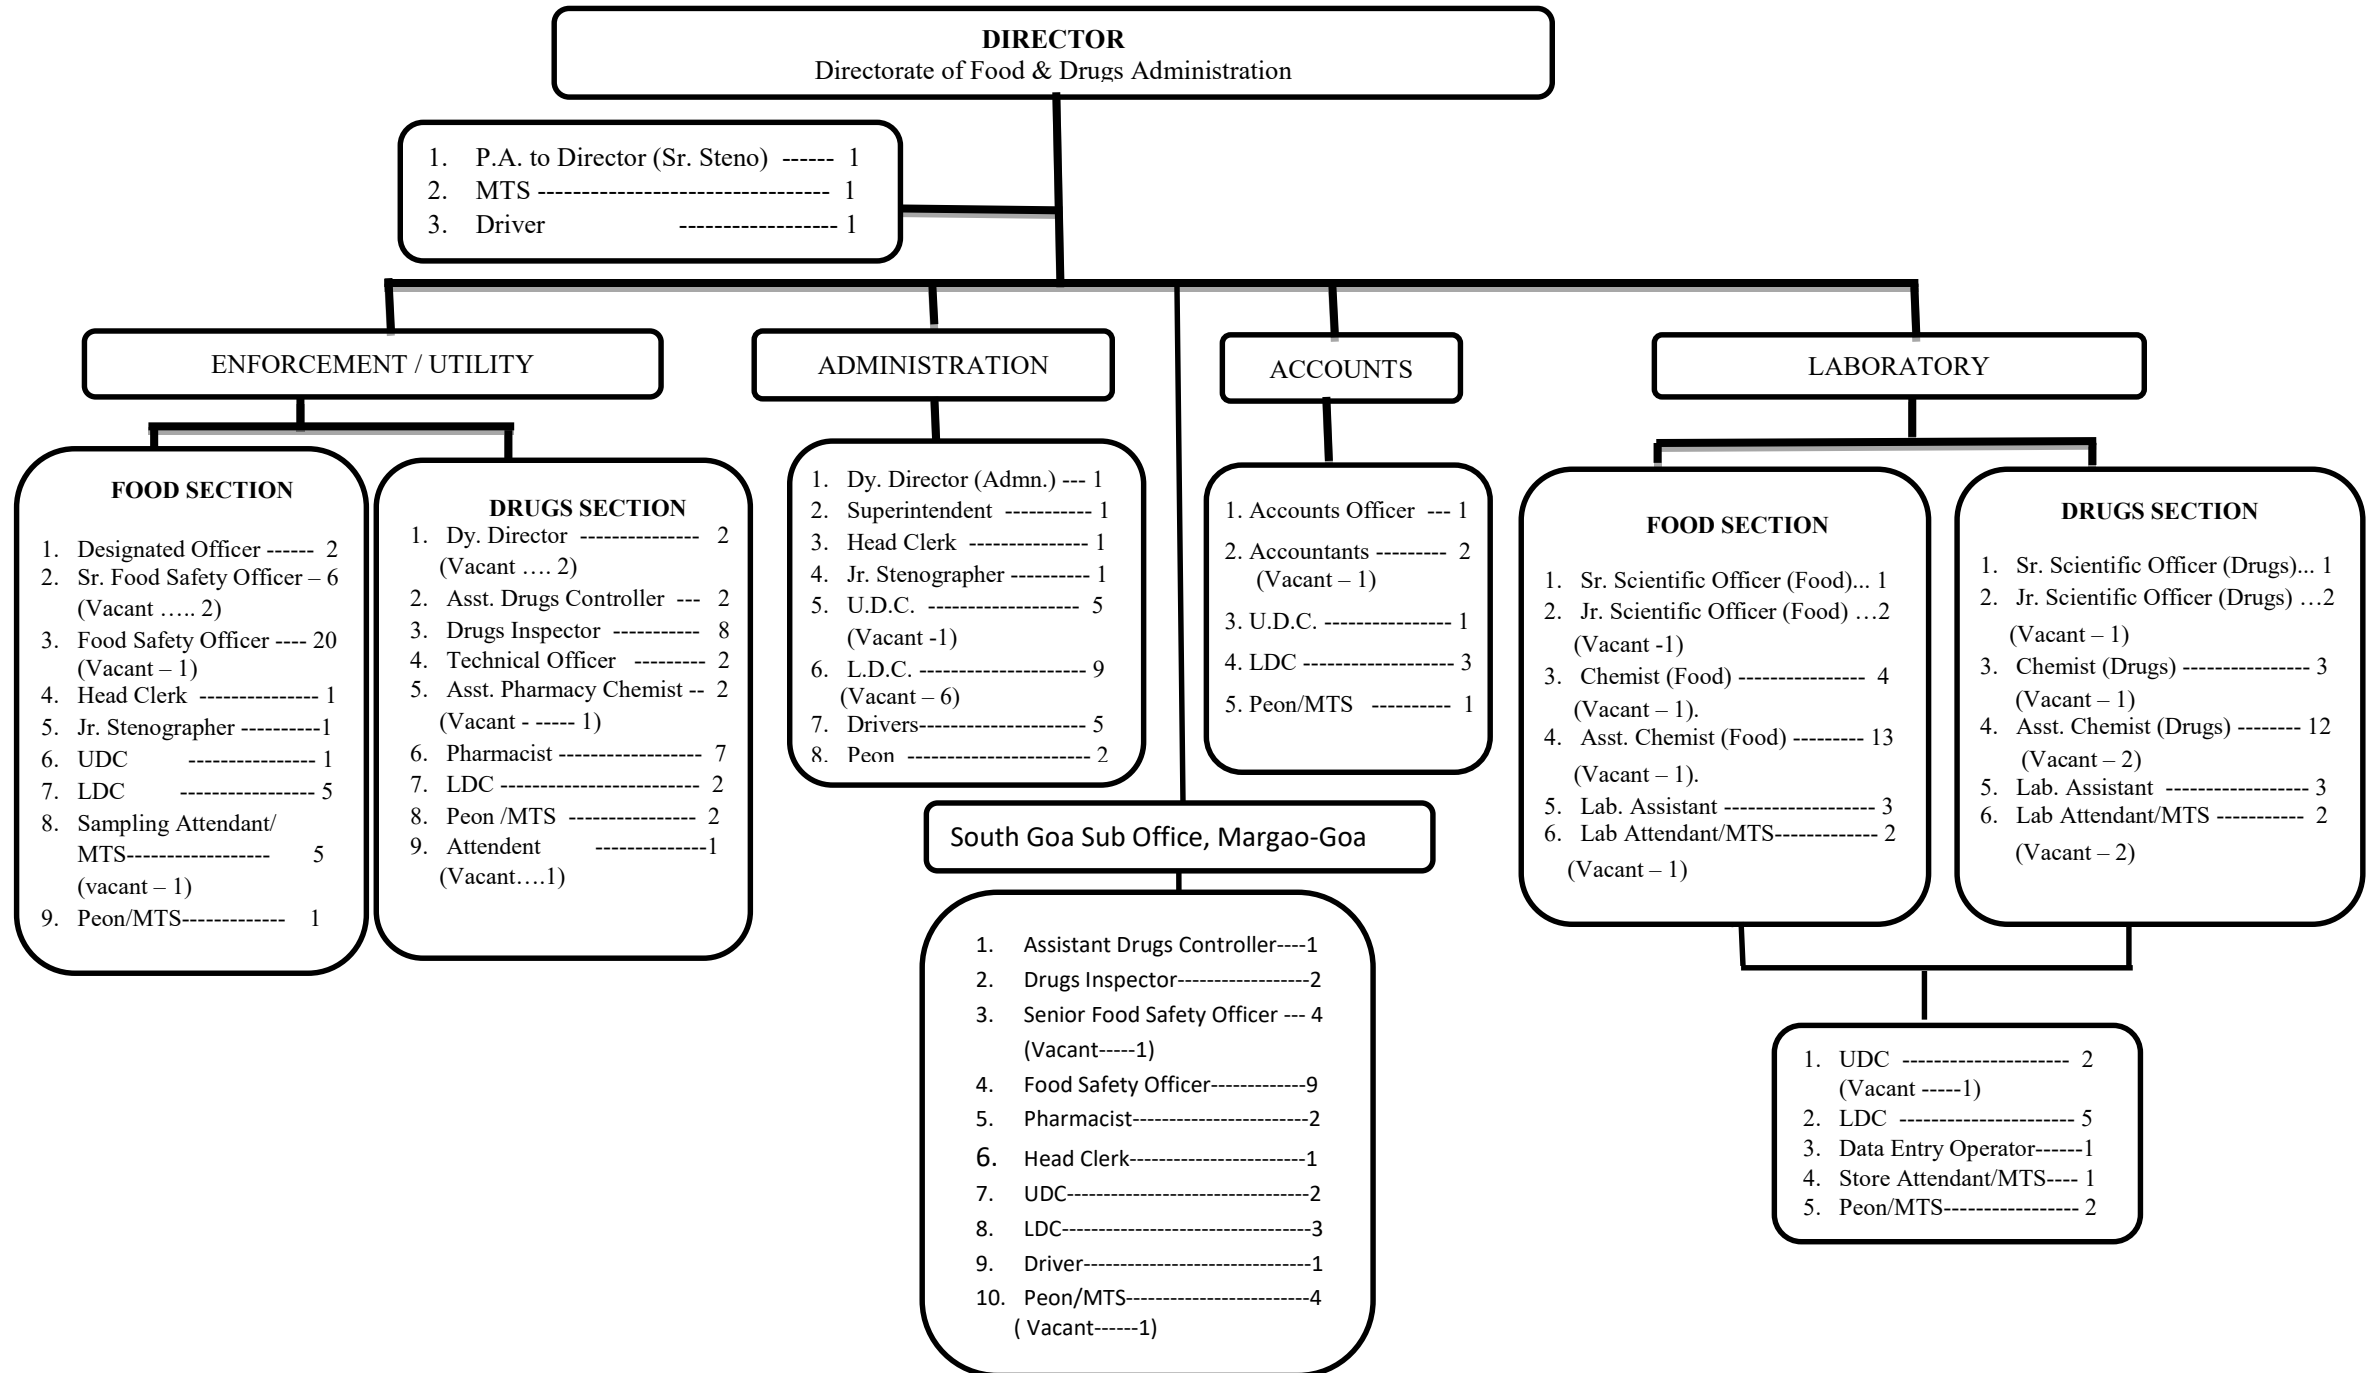 DIRECTOR
Directorate of Food & Drugs Administration
1. P.A. to Director (Sr. Steno) ------ 1
2. MTS --------------------------------- 1
3. Driver ------------------ 1
ENFORCEMENT / UTILITY
ADMINISTRATION
ACCOUNTS
LABORATORY
FOOD SECTION
1. Designated Officer ------ 2
2. Sr. Food Safety Officer – 6
(Vacant ….. 2)
3. Food Safety Officer ---- 20
(Vacant – 1)
4. Head Clerk --------------- 1
5. Jr. Stenographer ----------1
6. UDC ---------------- 1
7. LDC ----------------- 5
8. Sampling Attendant/
MTS------------------ 5
(vacant – 1)
9. Peon/MTS------------- 1
DRUGS SECTION
1. Dy. Director --------------- 2
(Vacant …. 2)
2. Asst. Drugs Controller --- 2
3. Drugs Inspector ----------- 8
4. Technical Officer --------- 2
5. Asst. Pharmacy Chemist -- 2
(Vacant - ----- 1)
6. Pharmacist ------------------ 7
7. LDC ------------------------- 2
8. Peon /MTS ---------------- 2
9. Attendent --------------1
(Vacant….1)
1. Dy. Director (Admn.) --- 1
2. Superintendent ----------- 1
3. Head Clerk --------------- 1
4. Jr. Stenographer ---------- 1
5. U.D.C. ------------------- 5
(Vacant -1)
6. L.D.C. --------------------- 9
(Vacant – 6)
7. Drivers--------------------- 5
8. Peon ----------------------- 2
1. Accounts Officer --- 1
2. Accountants --------- 2
(Vacant – 1)
3. U.D.C. ---------------- 1
4. LDC ------------------- 3
5. Peon/MTS ---------- 1
South Goa Sub Office, Margao-Goa
1. Assistant Drugs Controller----1
2. Drugs Inspector------------------2
3. Senior Food Safety Officer --- 4
(Vacant-----1)
4. Food Safety Officer-------------9
5. Pharmacist------------------------2
6. Head Clerk------------------------1
7. UDC---------------------------------2
8. LDC----------------------------------3
9. Driver-------------------------------1
10. Peon/MTS-------------------------4
( Vacant------1)
FOOD SECTION
1. Sr. Scientific Officer (Food)... 1
2. Jr. Scientific Officer (Food) …2
(Vacant -1)
3. Chemist (Food) ---------------- 4
(Vacant – 1).
4. Asst. Chemist (Food) --------- 13
(Vacant – 1).
5. Lab. Assistant ------------------- 3
6. Lab Attendant/MTS------------- 2
(Vacant – 1)
DRUGS SECTION
1. Sr. Scientific Officer (Drugs)... 1
2. Jr. Scientific Officer (Drugs) …2
(Vacant – 1)
3. Chemist (Drugs) ---------------- 3
(Vacant – 1)
4. Asst. Chemist (Drugs) -------- 12
(Vacant – 2)
5. Lab. Assistant ------------------ 3
6. Lab Attendant/MTS ----------- 2
(Vacant – 2)
1. UDC --------------------- 2
(Vacant -----1)
2. LDC ---------------------- 5
3. Data Entry Operator------1
4. Store Attendant/MTS---- 1
5. Peon/MTS----------------- 2